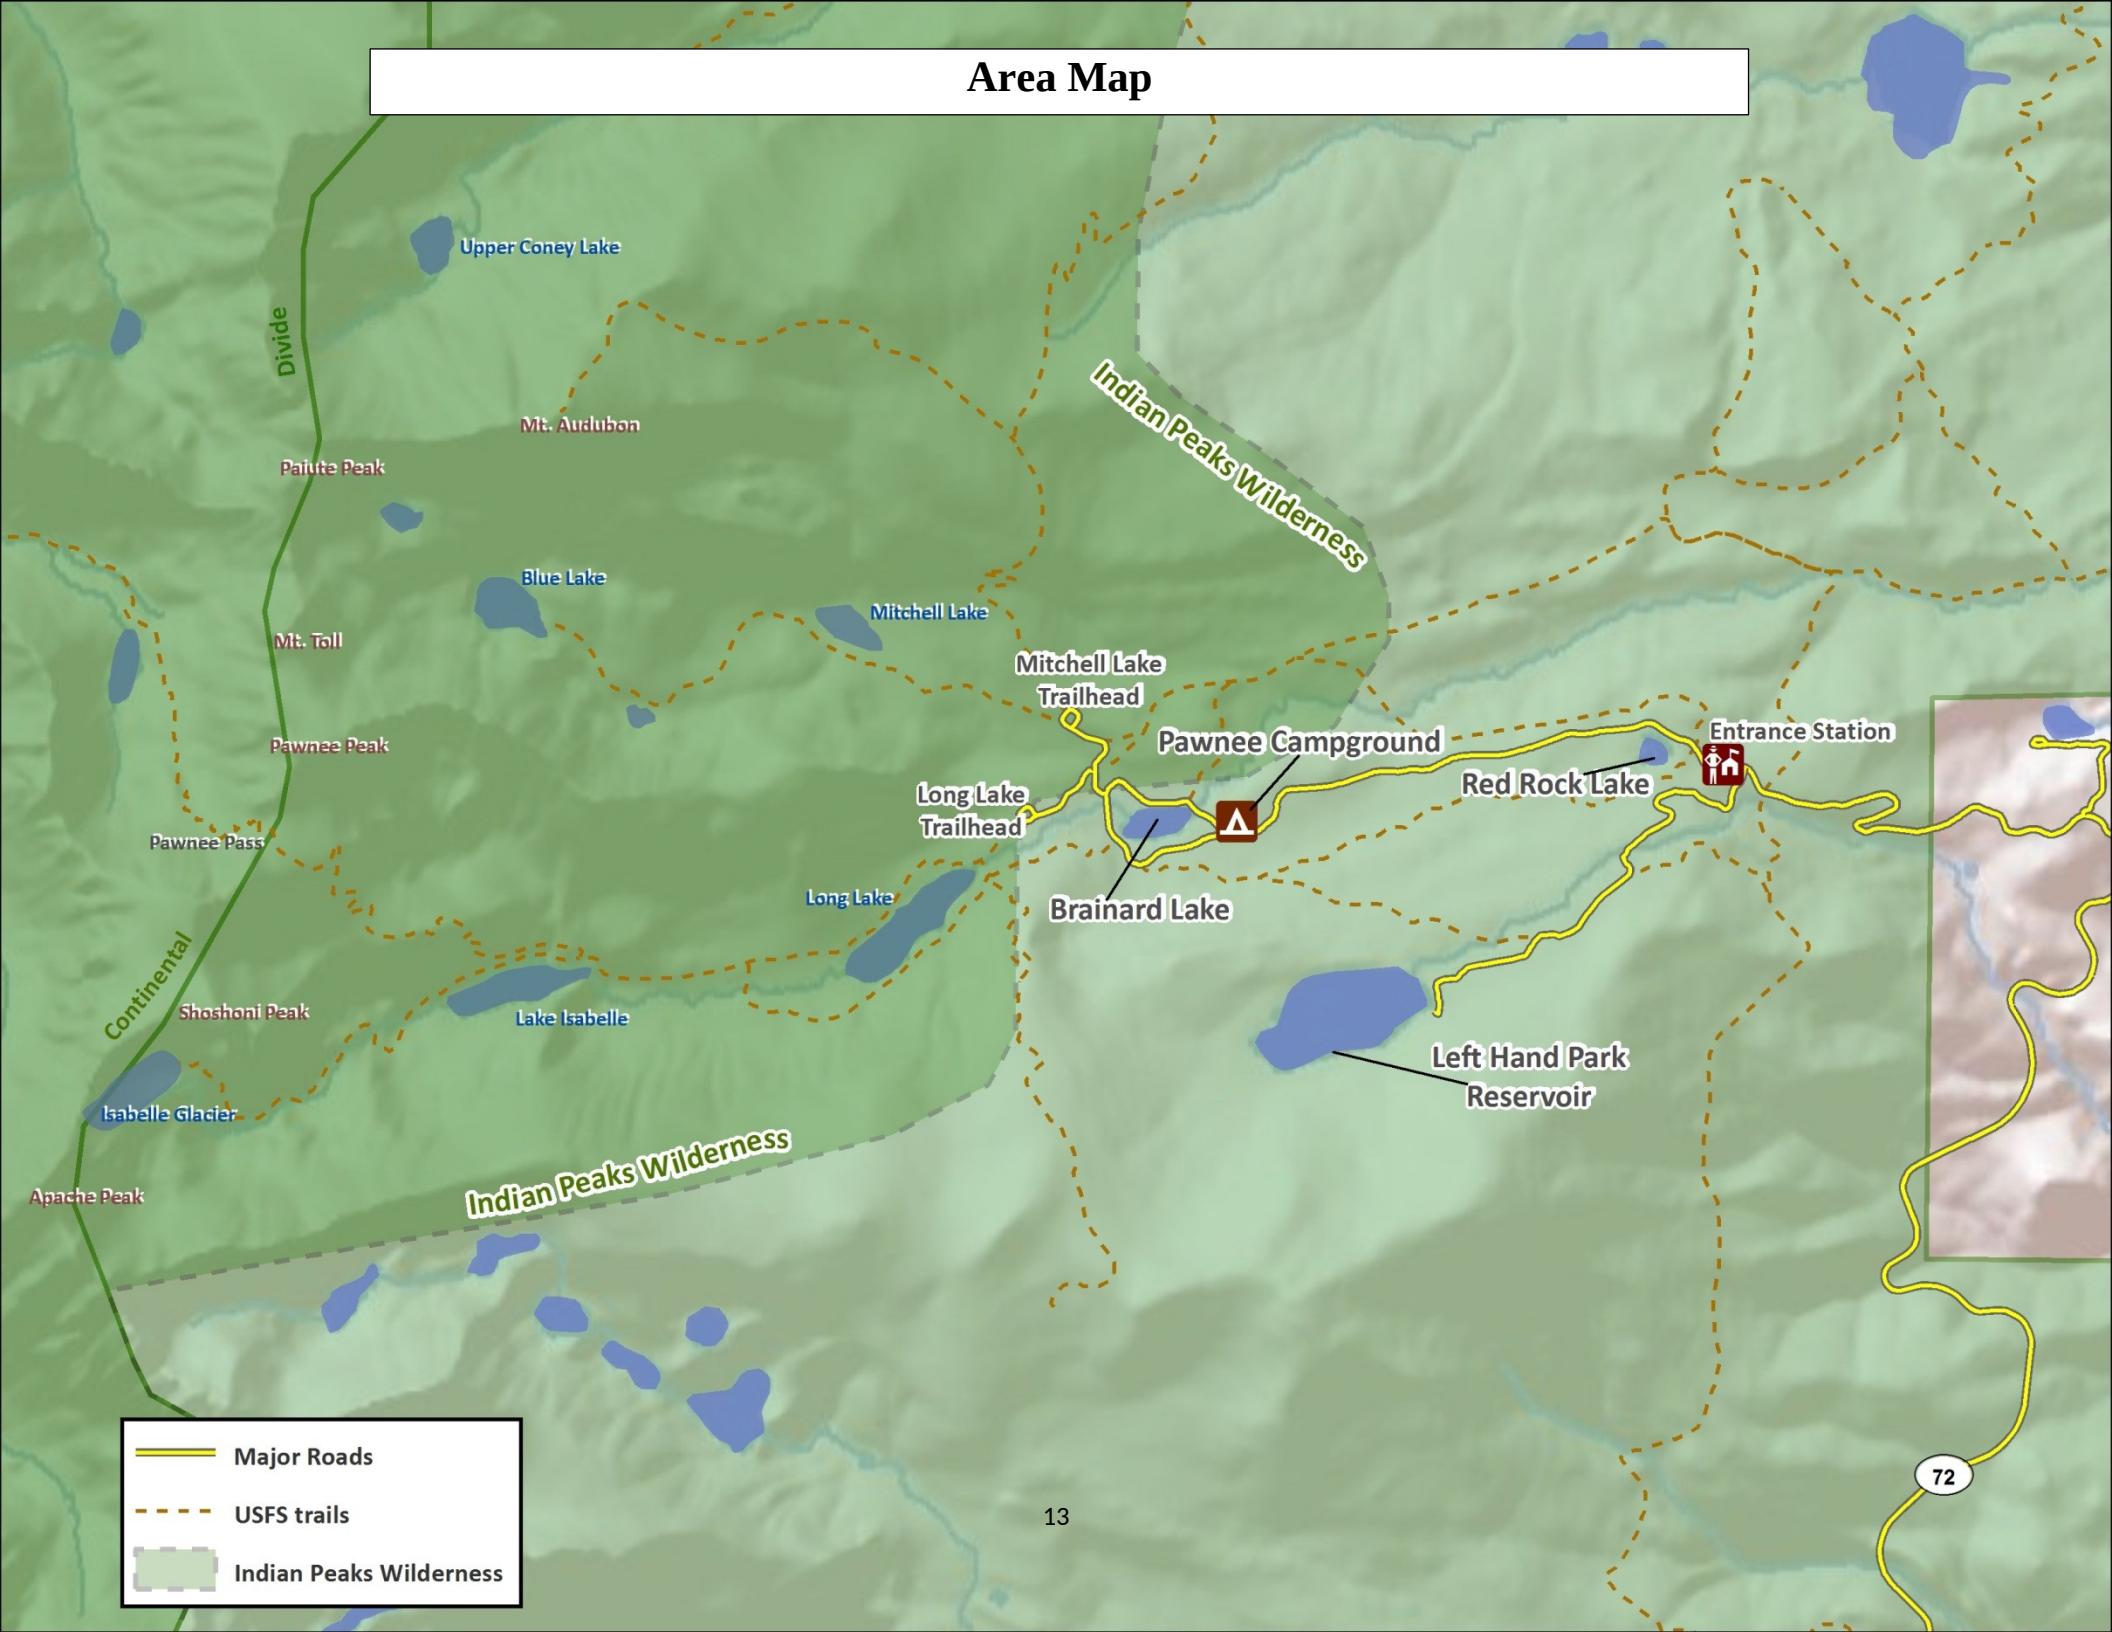 Area Map
Upper Coney Lake
Divide
Indian Peaks Wilderness
Mt. Audubon
Paiute Peak
Blue Lake
Mitchell Lake
Mt. Toll
Mitchell Lake
Trailhead
Pawnee Peak
Pawnee Campground
Entrance Station
Red Rock Lake
Long Lake
Trailhead
Pawnee Pass
Long Lake
Brainard Lake
Continental
Shoshoni Peak
Lake Isabelle
Left Hand Park
Reservoir
Isabelle Glacier
Indian Peaks Wilderness
Apache Peak
Major Roads
USFS trails
Indian Peaks Wilderness
72
13